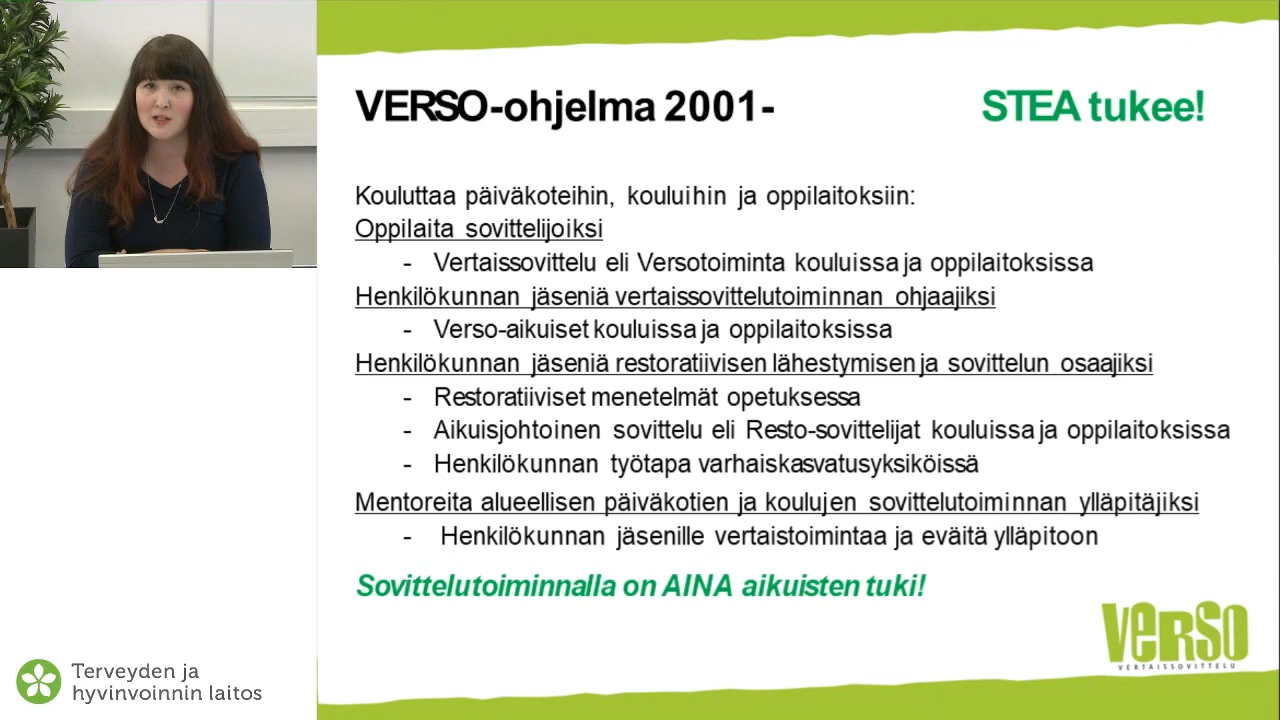 VERSO-ohjelma 2001- STEA tukee!
Kouluttaa päiväkoteihin, kouluihin ja oppilaitoksiin:
Oppilaita sovittelijoiksi
- Vertaissovittelu eli Versotoiminta kouluissa ja oppilaitoksissa
Henkilökunnan jäseniä vertaissovittelutoiminnan ohjaajiksi
- Verso-aikuiset kouluissa ja oppilaitoksissa
Henkilökunnan jäseniä restoratiivisen lähestymisen ja sovittelun osaajiksi
- Restoratiiviset menetelmät opetuksessa
- Aikuisjohtoinen sovittelu eli Resto-sovittelijat kouluissa ja oppilaitoksissa
- Henkilökunnan työtapa varhaiskasvatusyksiköissä
Mentoreita alueellisen päiväkotien ja koulujen sovittelutoiminnan ylläpitäjiksi
- Henkilökunnan jäsenille vertaistoimintaa ja eväitä ylläpitoon
Sovittelutoiminnalla on AINA aikuisten tuki!
VERSO
VERTAISSOVITTELU
Terveyden ja
hyvinvoinnin laitos